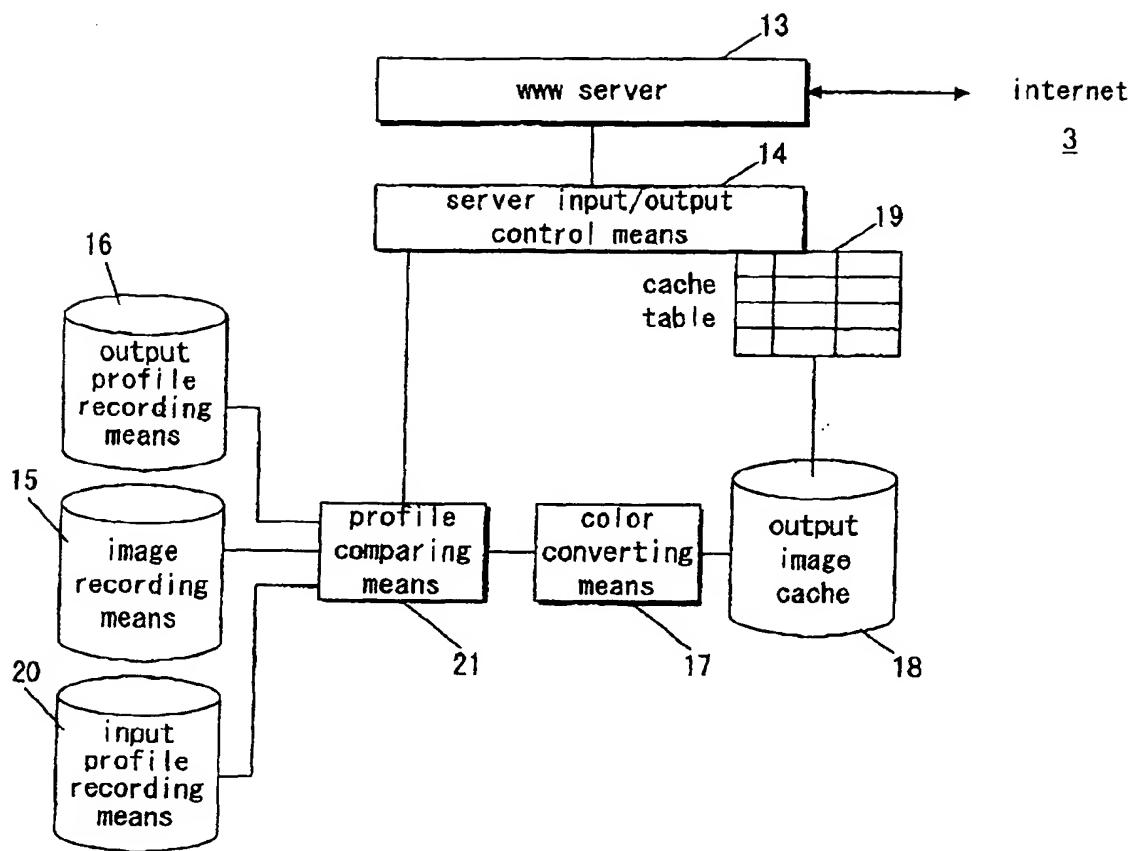 13
www server
internet
3
14
server input/output
control means
19
cache
table
16
output
profile
recording
means
15
image
recording
means
20
input
profile
recording
means
profile
comparing
means
21
color
converting
means
17
output
image
cache
18